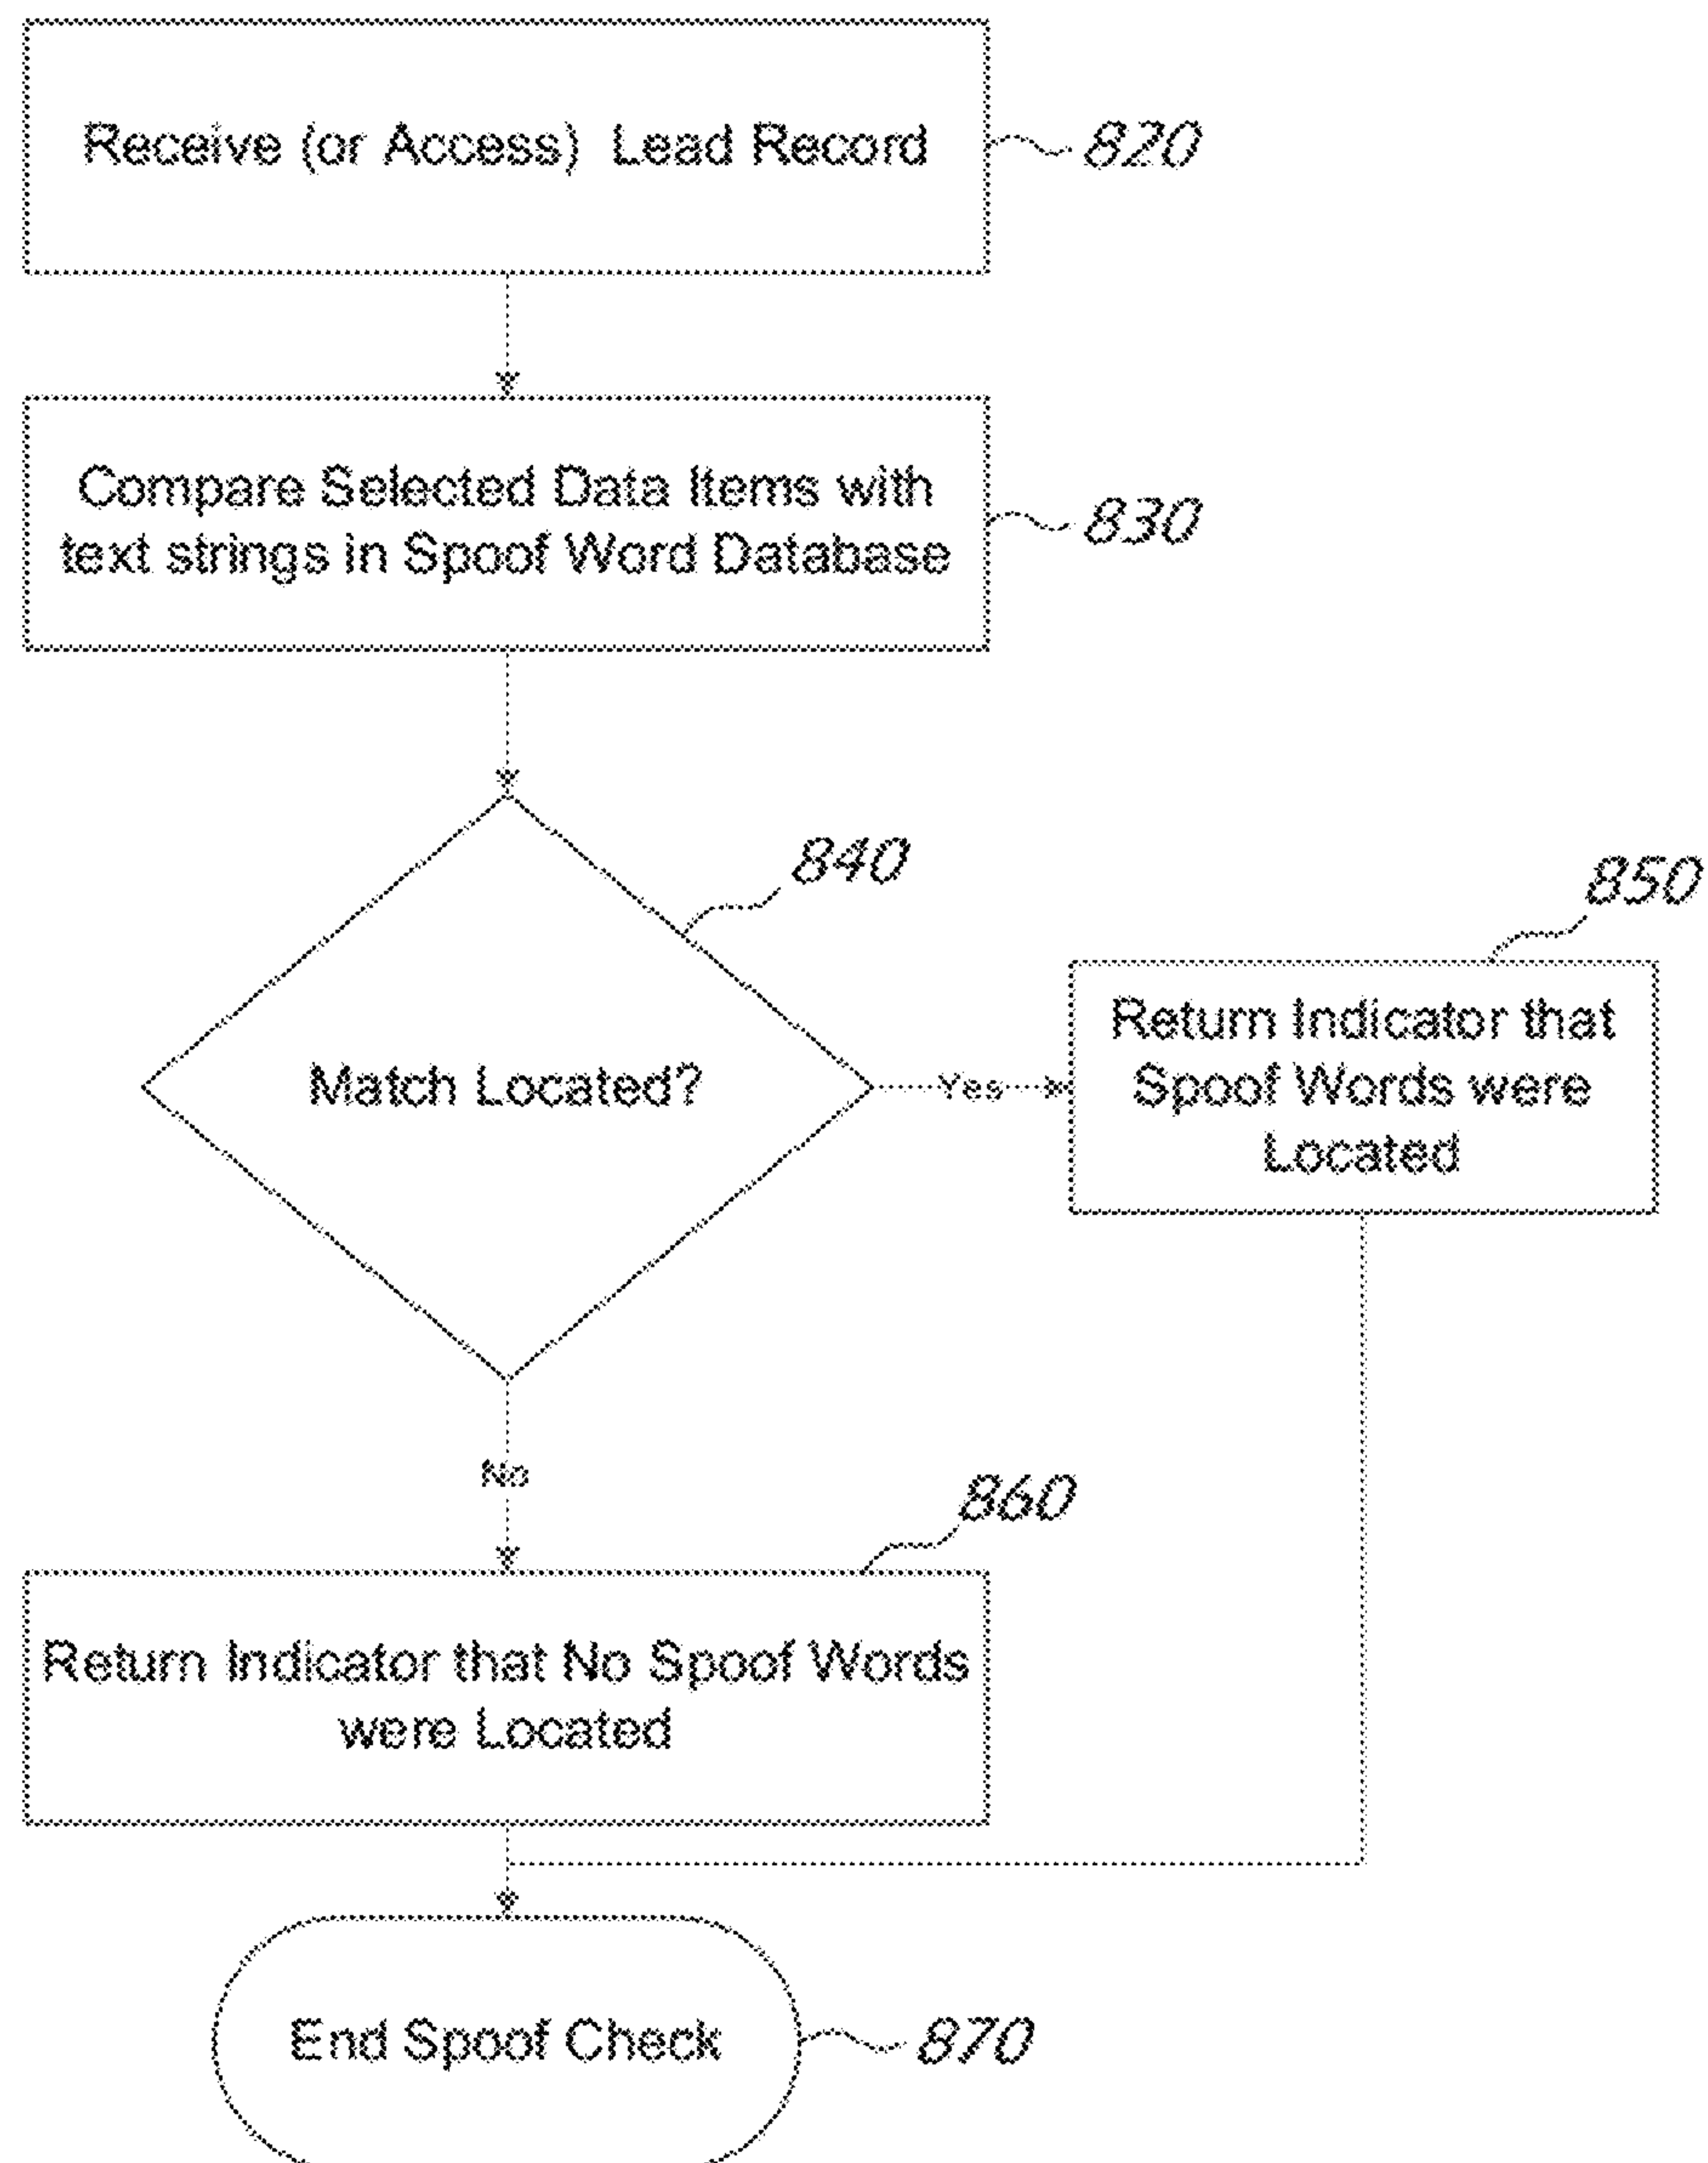 Receive (or Access) Lead Record
820
Compare Selected Data Items with
text strings in Spoof Word Database
830
840
Match Located?
Yes
850
Return Indicator that
Spoof Words were
Located
No
860
Return Indicator that No Spoof Words
were Located
End Spoof Check
870